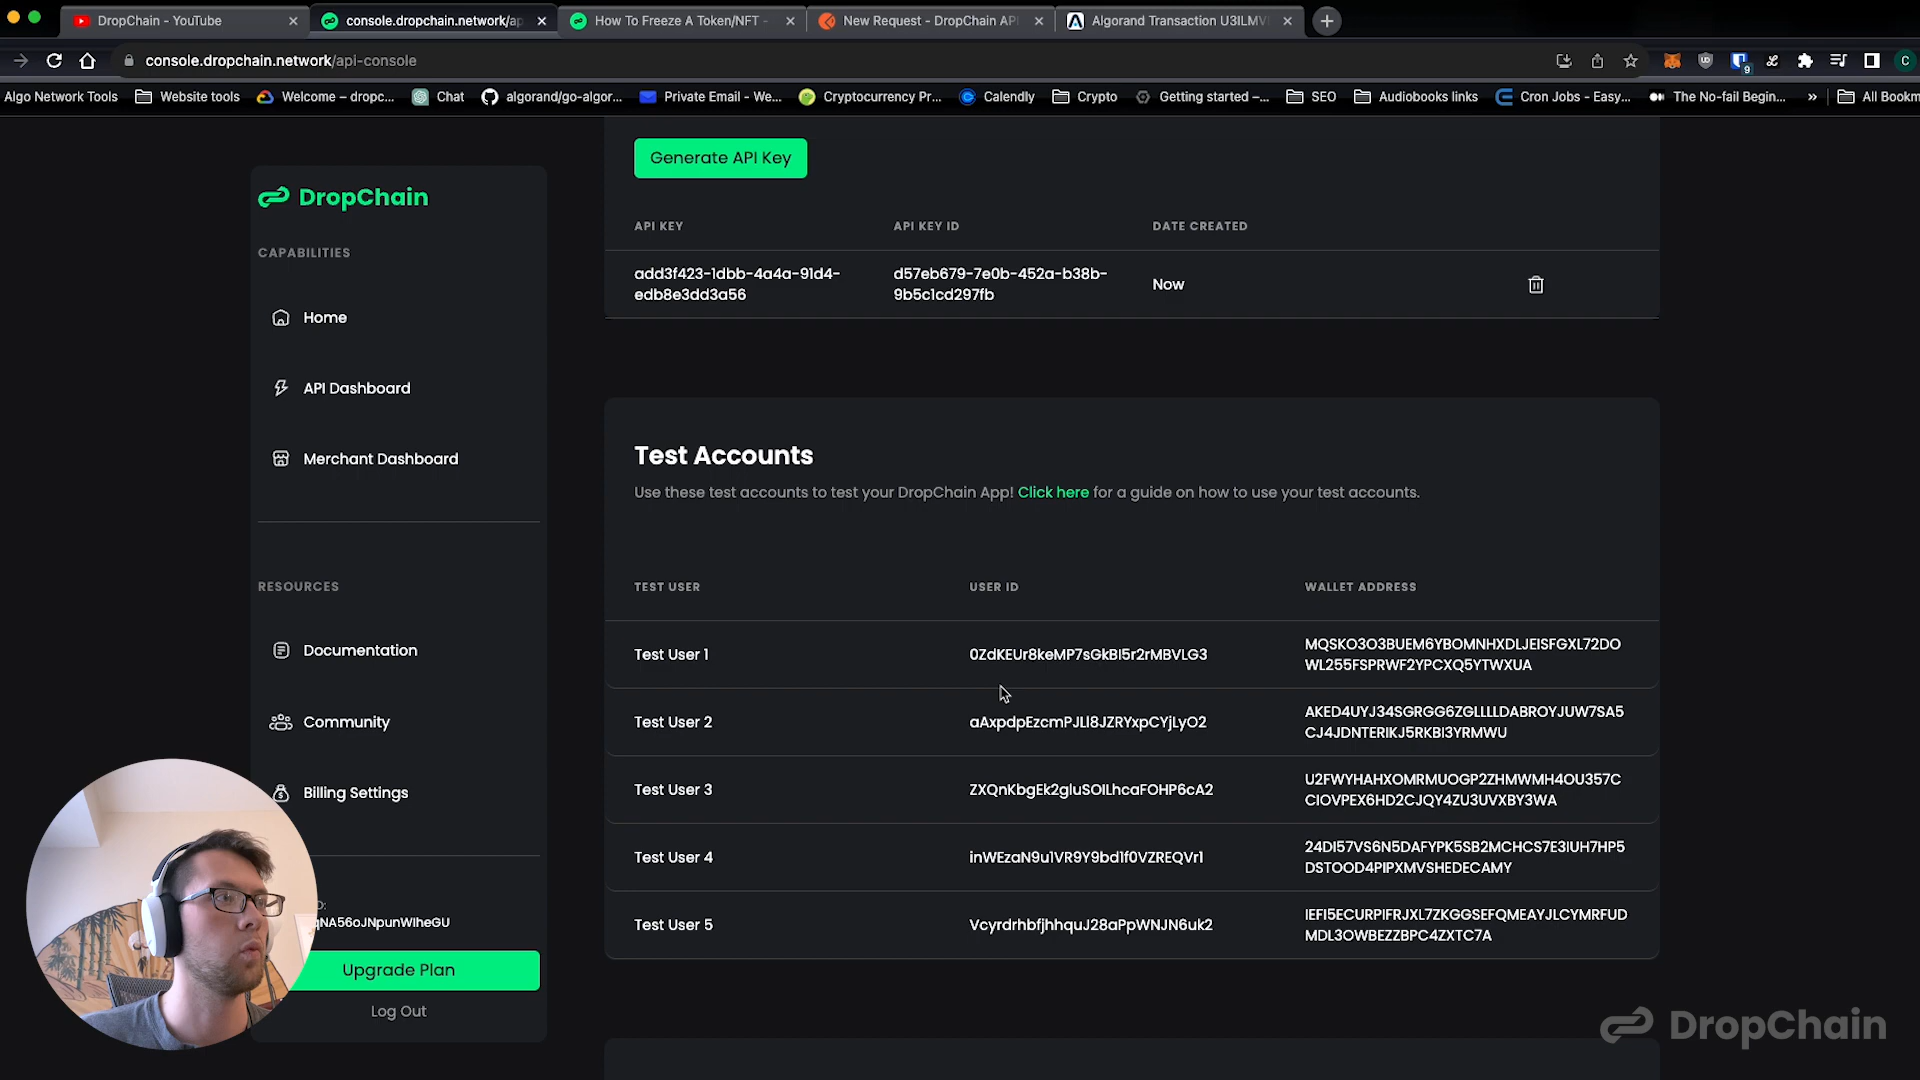 DropChain - YouTube
console.dropchain.network/ap
How To Freeze A Token/NFT -
New Request - DropChain API
Algorand Transaction U3ILMV
console.dropchain.network/api-console
9
C
Algo Network Tools
Website tools
Welcome – dropc...
Chat
algorand/go-algor...
Private Email - We...
Cryptocurrency Pr...
Calendly
Crypto
Getting started –...
SEO
Audiobooks links
Cron Jobs - Easy...
The No-fail Begin...
»
All Bookm
DropChain
CAPABILITIES
Home
API Dashboard
Merchant Dashboard
RESOURCES
Documentation
Community
Billing Settings
D:
NA56oJNpunWIheGU
Upgrade Plan
Log Out
Generate API Key
API KEY
API KEY ID
DATE CREATED
add3f423-1dbb-4a4a-91d4-
edb8e3dd3a56
d57eb679-7e0b-452a-b38b-
9b5c1cd297fb
Now
Test Accounts
Use these test accounts to test your DropChain App! Click here for a guide on how to use your test accounts.
TEST USER
USER ID
WALLET ADDRESS
Test User 1
0ZdKEUr8keMP7sGkBI5r2rMBVLG3
MQSKO3O3BUEM6YBOMNHXDLJEISFGXL72DO
WL255FSPRWF2YPCXQ5YTWXUA
Test User 2
aAxpdpEzcmPJLl8JZRYxpCYjLyO2
AKED4UYJ34SGRGG6ZGLLLLDABROYJUW7SA5
CJ4JDNTERIKJ5RKBI3YRMWU
Test User 3
ZXQnKbgEk2gluSOILhcaFOHP6cA2
U2FWYHAHXOMRMUOGP2ZHMWMH4OU357C
CIOVPEX6HD2CJQY4ZU3UVXBY3WA
Test User 4
inWEzaN9u1VR9Y9bd1f0VZREQVr1
24DI57VS6N5DAFYPK5SB2MCHCS7E3IUH7HP5
DSTOOD4PIPXMVSHEDECAMY
Test User 5
VcyrdrhbfjhhquJ28aPpWNJN6uk2
IEFI5ECURPIFRJXL7ZKGGSEFQMEAYJLCYMRFUD
MDL3OWBEZZBPC4ZXTC7A
DropChain